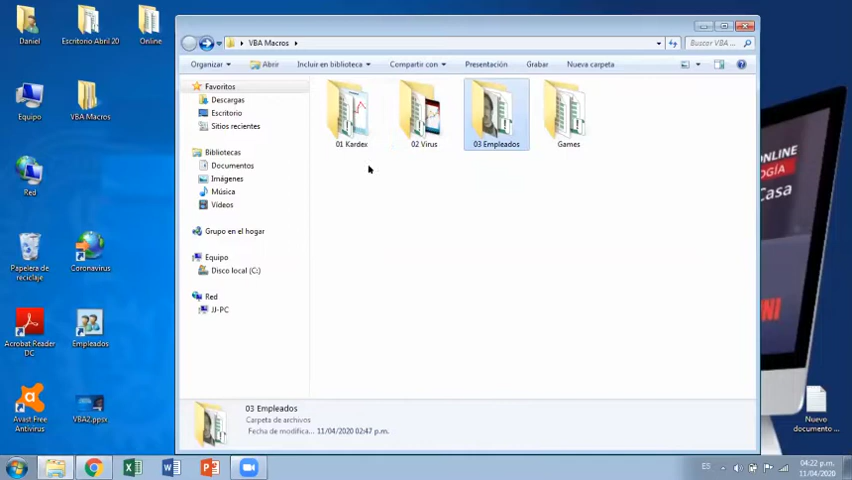 Daniel
Escritorio Abril 20
Online
Equipo
VBA Macros
Red
Papelera de
reciclaje
Coronavirus
Acrobat Reader
DC
Empleados
Avast Free
Antivirus
VBA2.ppsx
VBA Macros
Buscar VBA ...
Organizar
Abrir
Incluir en biblioteca
Compartir con
Presentación
Grabar
Nueva carpeta
Favoritos
Descargas
Escritorio
Sitios recientes
Bibliotecas
Documentos
Imágenes
Música
Vídeos
Grupo en el hogar
Equipo
Disco local (C:)
Red
JJ-PC
01 Kardex
02 Virus
03 Empleados
Games
03 Empleados
Carpeta de archivos
Fecha de modifica... 11/04/2020 02:47 p.m.
ONLINE
OGÍA
Casa
NI
Nuevo
documento ...
ES
04:22 p.m.
11/04/2020